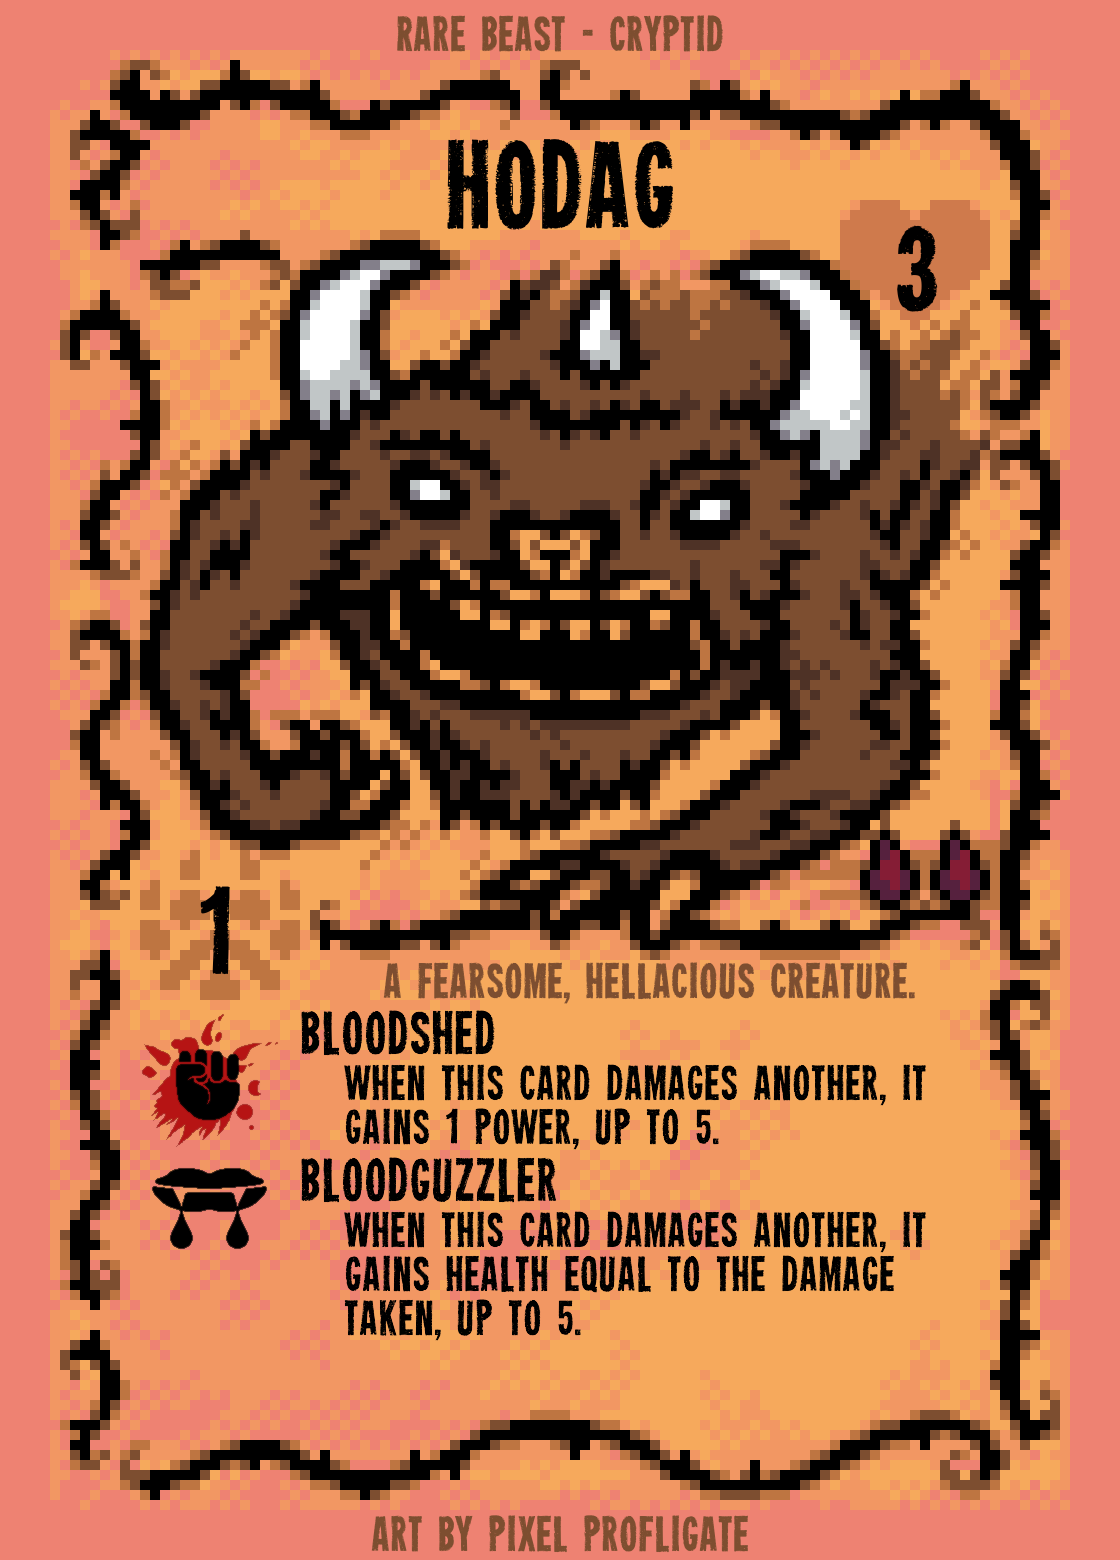 RARE BEAST - CRYPTID
HODAG
3
1
A FEARSOME, HELLACIOUS CREATURE.
BLOODSHED
WHEN THIS CARD DAMAGES ANOTHER, IT
GAINS 1 POWER, UP TO 5.
BLOODGUZZLER
WHEN THIS CARD DAMAGES ANOTHER, IT
GAINS HEALTH EQUAL TO THE DAMAGE
TAKEN, UP TO 5.
ART BY PIXEL PROFLIGATE